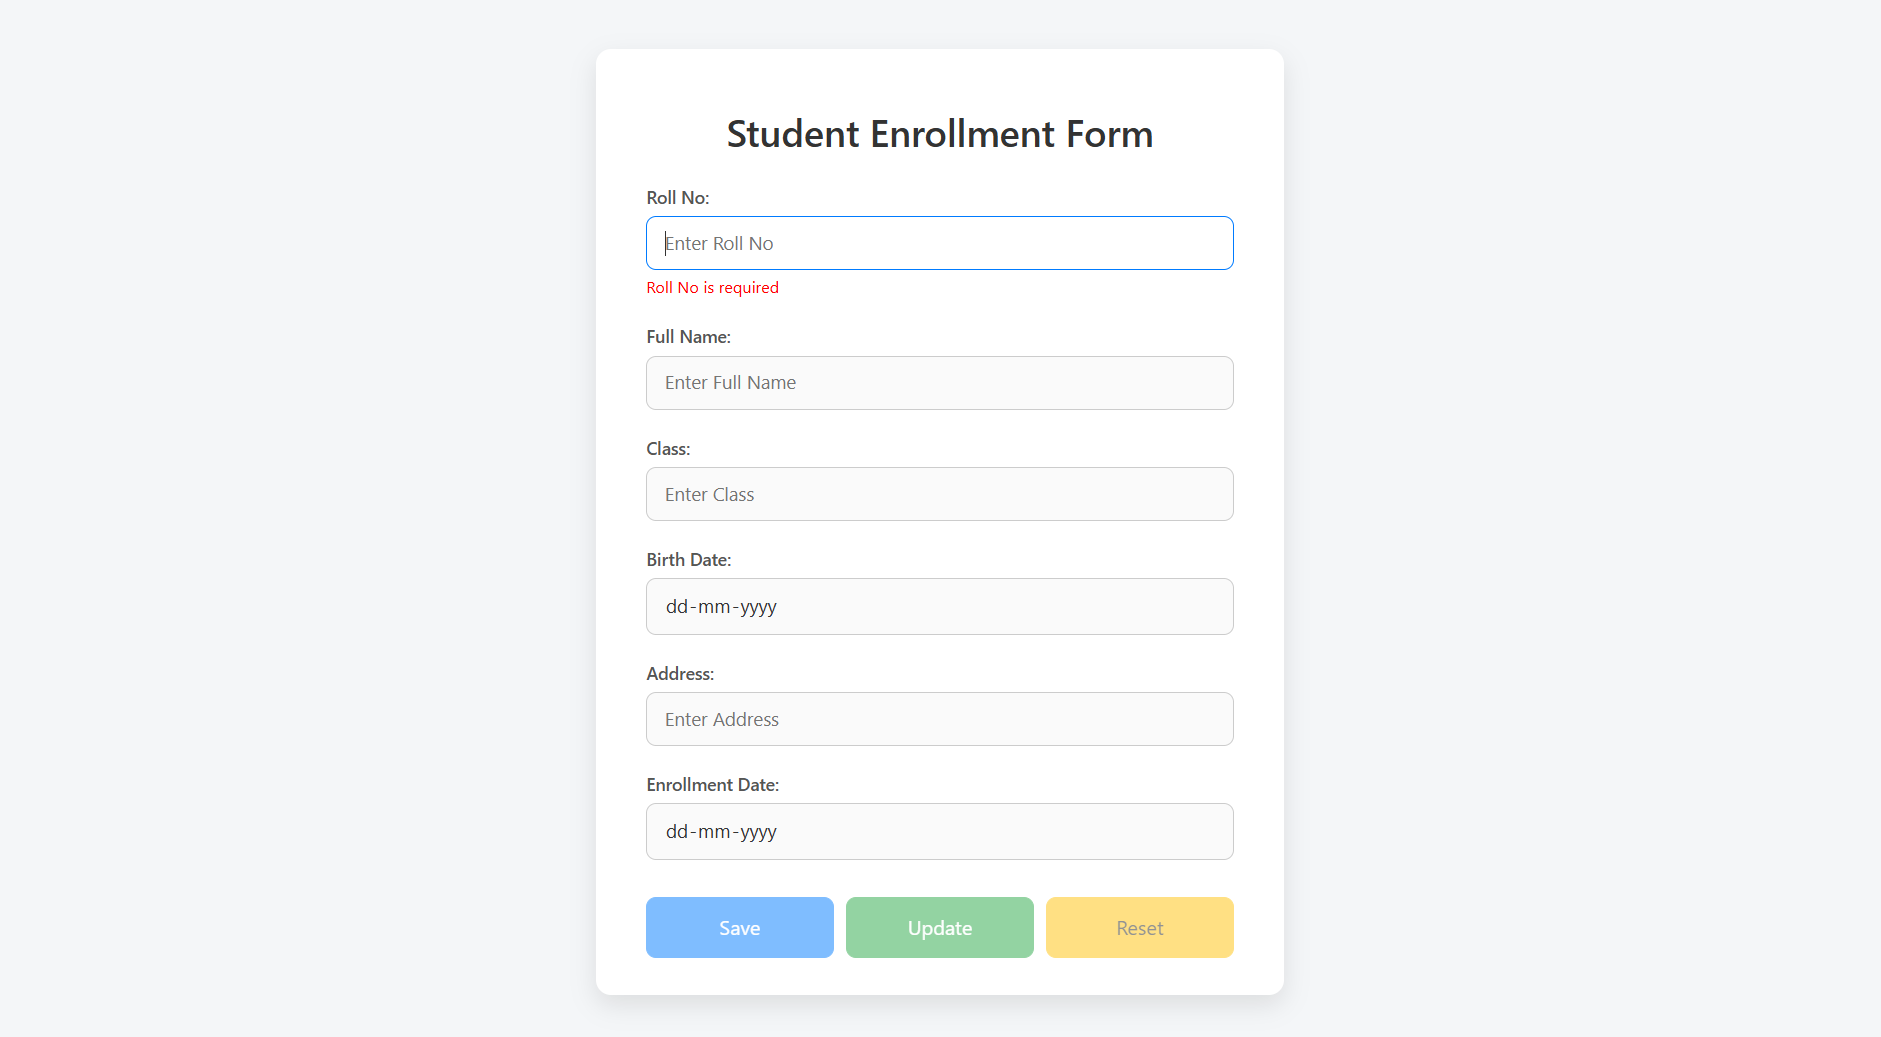 Student Enrollment Form
Roll No:
Enter Roll No
Roll No is required
Full Name:
Enter Full Name
Class:
Enter Class
Birth Date:
dd-mm-yyyy
Address:
Enter Address
Enrollment Date:
dd-mm-yyyy
Save Update Reset